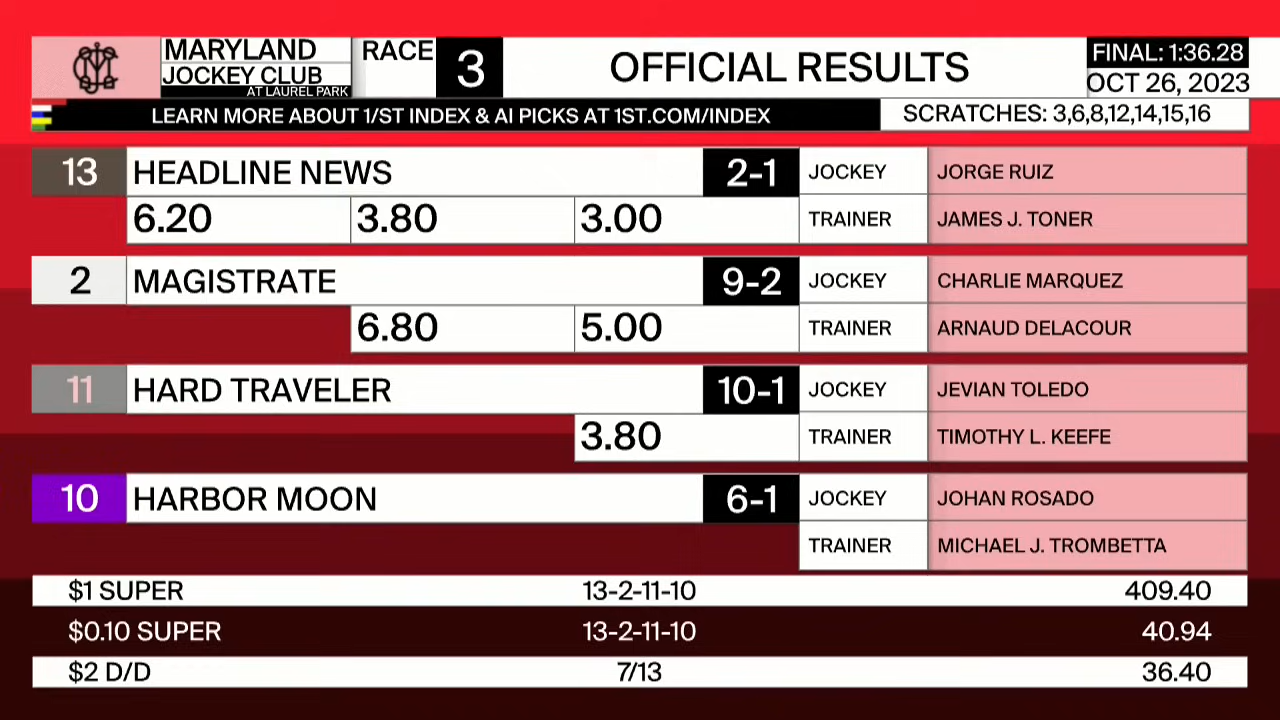 MARYLAND
JOCKEY CLUB
AT LAUREL PARK
RACE 3
OFFICIAL RESULTS
FINAL: 1:36.28
OCT 26, 2023
LEARN MORE ABOUT 1/ST INDEX & AI PICKS AT 1ST.COM/INDEX
SCRATCHES: 3,6,8,12,14,15,16
13 HEADLINE NEWS 2-1 JOCKEY JORGE RUIZ
6.20 3.80 3.00 TRAINER JAMES J. TONER
2 MAGISTRATE 9-2 JOCKEY CHARLIE MARQUEZ
6.80 5.00 TRAINER ARNAUD DELACOUR
11 HARD TRAVELER 10-1 JOCKEY JEVIAN TOLEDO
3.80 TRAINER TIMOTHY L. KEEFE
10 HARBOR MOON 6-1 JOCKEY JOHAN ROSADO
TRAINER MICHAEL J. TROMBETTA
$1 SUPER 13-2-11-10 409.40
$0.10 SUPER 13-2-11-10 40.94
$2 D/D 7/13 36.40